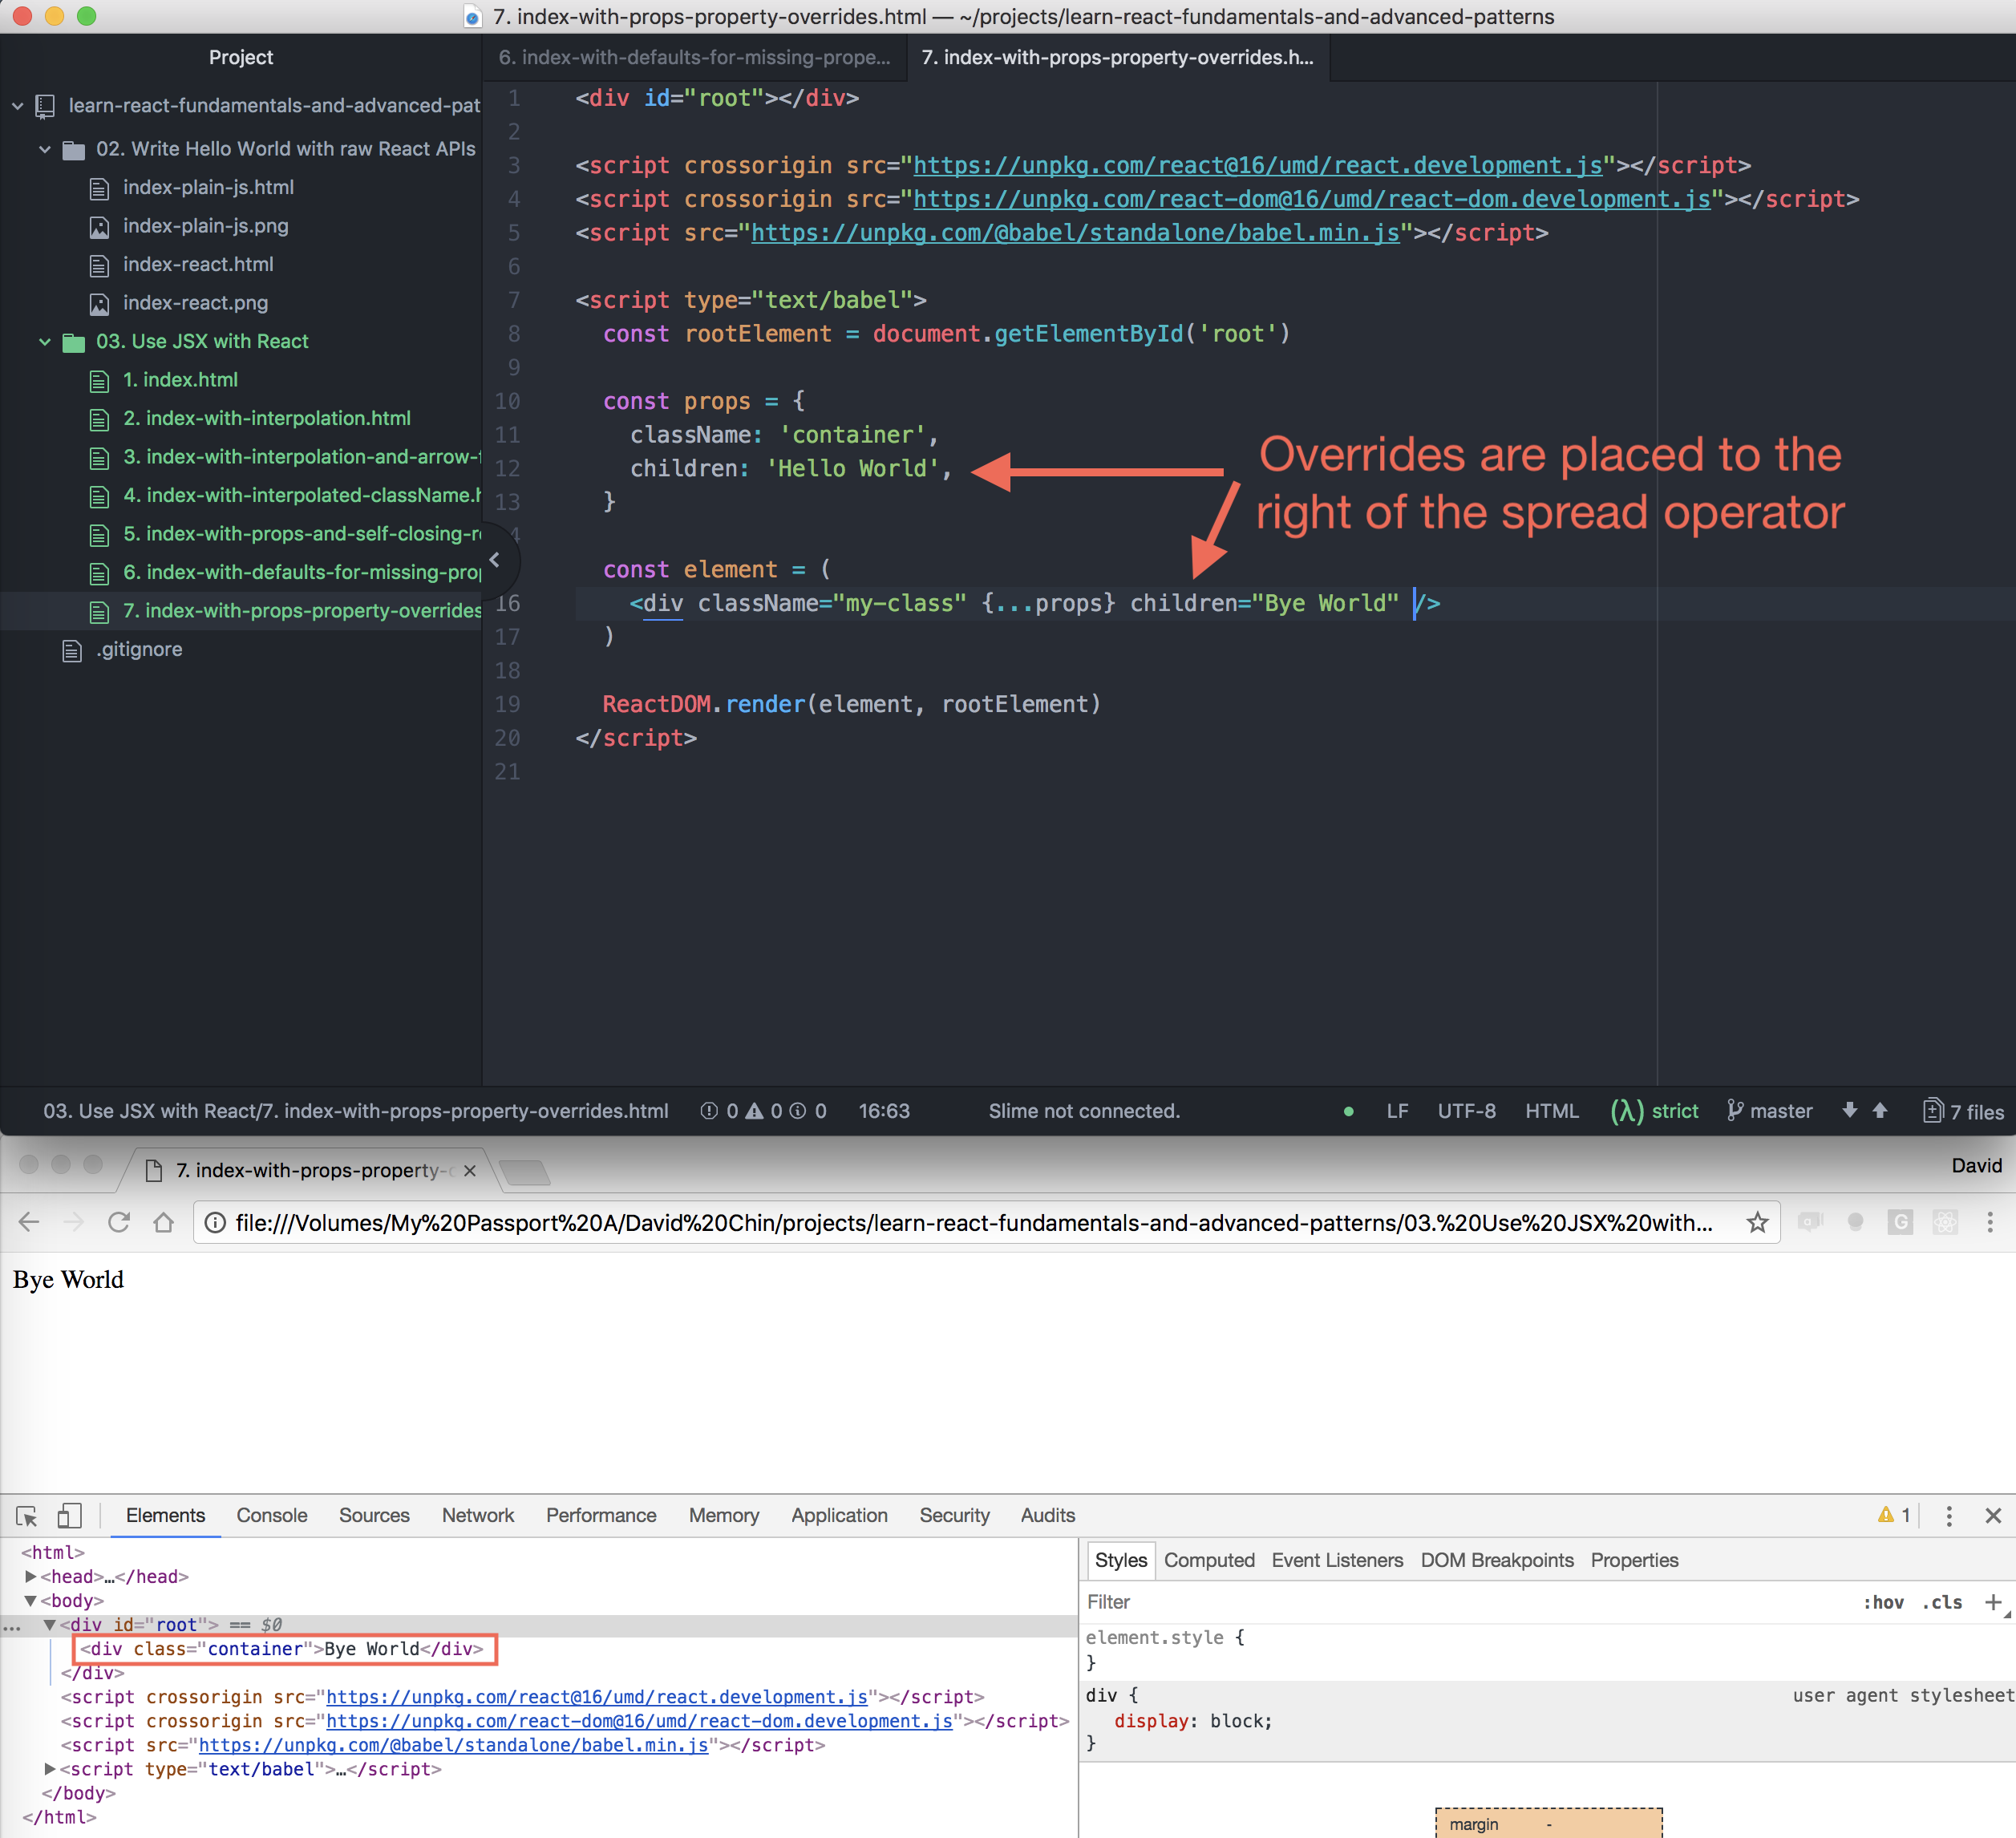 7. index-with-props-property-overrides.html — ~/projects/learn-react-fundamentals-and-advanced-patterns
Project
6. index-with-defaults-for-missing-prope...
7. index-with-props-property-overrides.h...
learn-react-fundamentals-and-advanced-pat
02. Write Hello World with raw React APIs
index-plain-js.html
index-plain-js.png
index-react.html
index-react.png
03. Use JSX with React
1. index.html
2. index-with-interpolation.html
3. index-with-interpolation-and-arrow-f
4. index-with-interpolated-className.h
5. index-with-props-and-self-closing-r
6. index-with-defaults-for-missing-prop
7. index-with-props-property-overrides
.gitignore
1 <div id="root"></div>
2
3 <script crossorigin src="https://unpkg.com/react@16/umd/react.development.js"></script>
4 <script crossorigin src="https://unpkg.com/react-dom@16/umd/react-dom.development.js"></script>
5 <script src="https://unpkg.com/@babel/standalone/babel.min.js"></script>
6
7 <script type="text/babel">
8 const rootElement = document.getElementById('root')
9
10 const props = {
11 className: 'container',
12 children: 'Hello World',
13 }
4
const element = (
16 <div className="my-class" {...props} children="Bye World" />
17 )
18
19 ReactDOM.render(element, rootElement)
20 </script>
21
Overrides are placed to the
right of the spread operator
03. Use JSX with React/7. index-with-props-property-overrides.html 0 0 0 16:63 Slime not connected. LF UTF-8 HTML (λ) strict master 7 files
7. index-with-props-property-o
David
file:///Volumes/My%20Passport%20A/David%20Chin/projects/learn-react-fundamentals-and-advanced-patterns/03.%20Use%20JSX%20with...
G
Bye World
Elements Console Sources Network Performance Memory Application Security Audits 1
<html>
<head>…</head>
<body>
... <div id="root"> == $0
<div class="container">Bye World</div>
</div>
<script crossorigin src="https://unpkg.com/react@16/umd/react.development.js"></script>
<script crossorigin src="https://unpkg.com/react-dom@16/umd/react-dom.development.js"></script>
<script src="https://unpkg.com/@babel/standalone/babel.min.js"></script>
<script type="text/babel">…</script>
</body>
</html>
Styles Computed Event Listeners DOM Breakpoints Properties
Filter :hov .cls +
element.style {
}
div { user agent stylesheet
display: block;
}
margin -